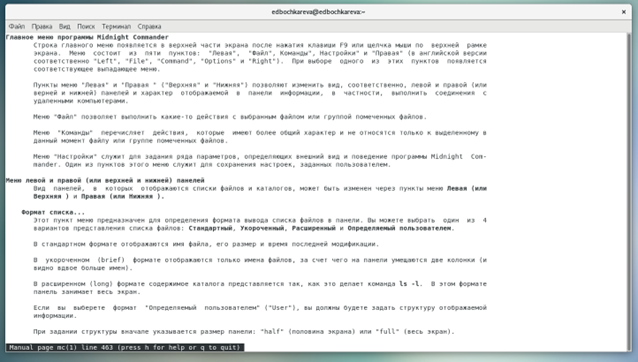 edbochkareva@edbochkareva:~
Файл Правка Вид Поиск Терминал Справка
Главное меню программы Midnight Commander
Строка главного меню появляется в верхней части экрана после нажатия клавиши F9 или щелчка мыши по верхней рамке
экрана. Меню состоит из пяти пунктов: "Левая", "Файл", "Команды", "Настройки" и "Правая" (в английской версии
соответственно "Left", "File", "Command", "Options" и "Right"). При выборе одного из этих пунктов появляется
соответствующее выпадающее меню.
Пункты меню "Левая" и "Правая " ("Верхняя" и "Нижняя") позволяют изменить вид, соответственно, левой и правой (или
верней и нижней) панелей и характер отображаемой в панели информации, в частности, выполнить соединения с
удаленными компьютерами.
Меню "Файл" позволяет выполнить какие-то действия с выбранным файлом или группой помеченных файлов.
Меню "Команды" перечисляет действия, которые имеют более общий характер и не относятся только к выделенному в
данный момент файлу или группе помеченных файлов.
Меню "Настройки" служит для задания ряда параметров, определяющих внешний вид и поведение программы Midnight Com-
mander. Один из пунктов этого меню служит для сохранения настроек, заданных пользователем.
Меню левой и правой (или верхней и нижней) панелей
Вид панелей, в которых отображаются списки файлов и каталогов, может быть изменен через пункты меню Левая (или
Верхняя ) и Правая (или Нижняя ).
Формат списка...
Этот пункт меню предназначен для определения формата вывода списка файлов в панели. Вы можете выбрать один из 4
вариантов представления списка файлов: Стандартный, Укороченный, Расширенный и Определяемый пользователем.
В стандартном формате отображаются имя файла, его размер и время последней модификации.
В укороченном (brief) формате отображаются только имена файлов, за счет чего на панели умещаются две колонки (и
видно вдвое больше имен).
В расширенном (long) формате содержимое каталога представляется так, как это делает команда ls -l. В этом формате
панель занимает весь экран.
Если вы выберете формат "Определяемый пользователем" ("User"), вы должны будете задать структуру отображаемой
информации.
При задании структуры вначале указывается размер панели: "half" (половина экрана) или "full" (весь экран).
Manual page mc(1) line 463 (press h for help or q to quit)